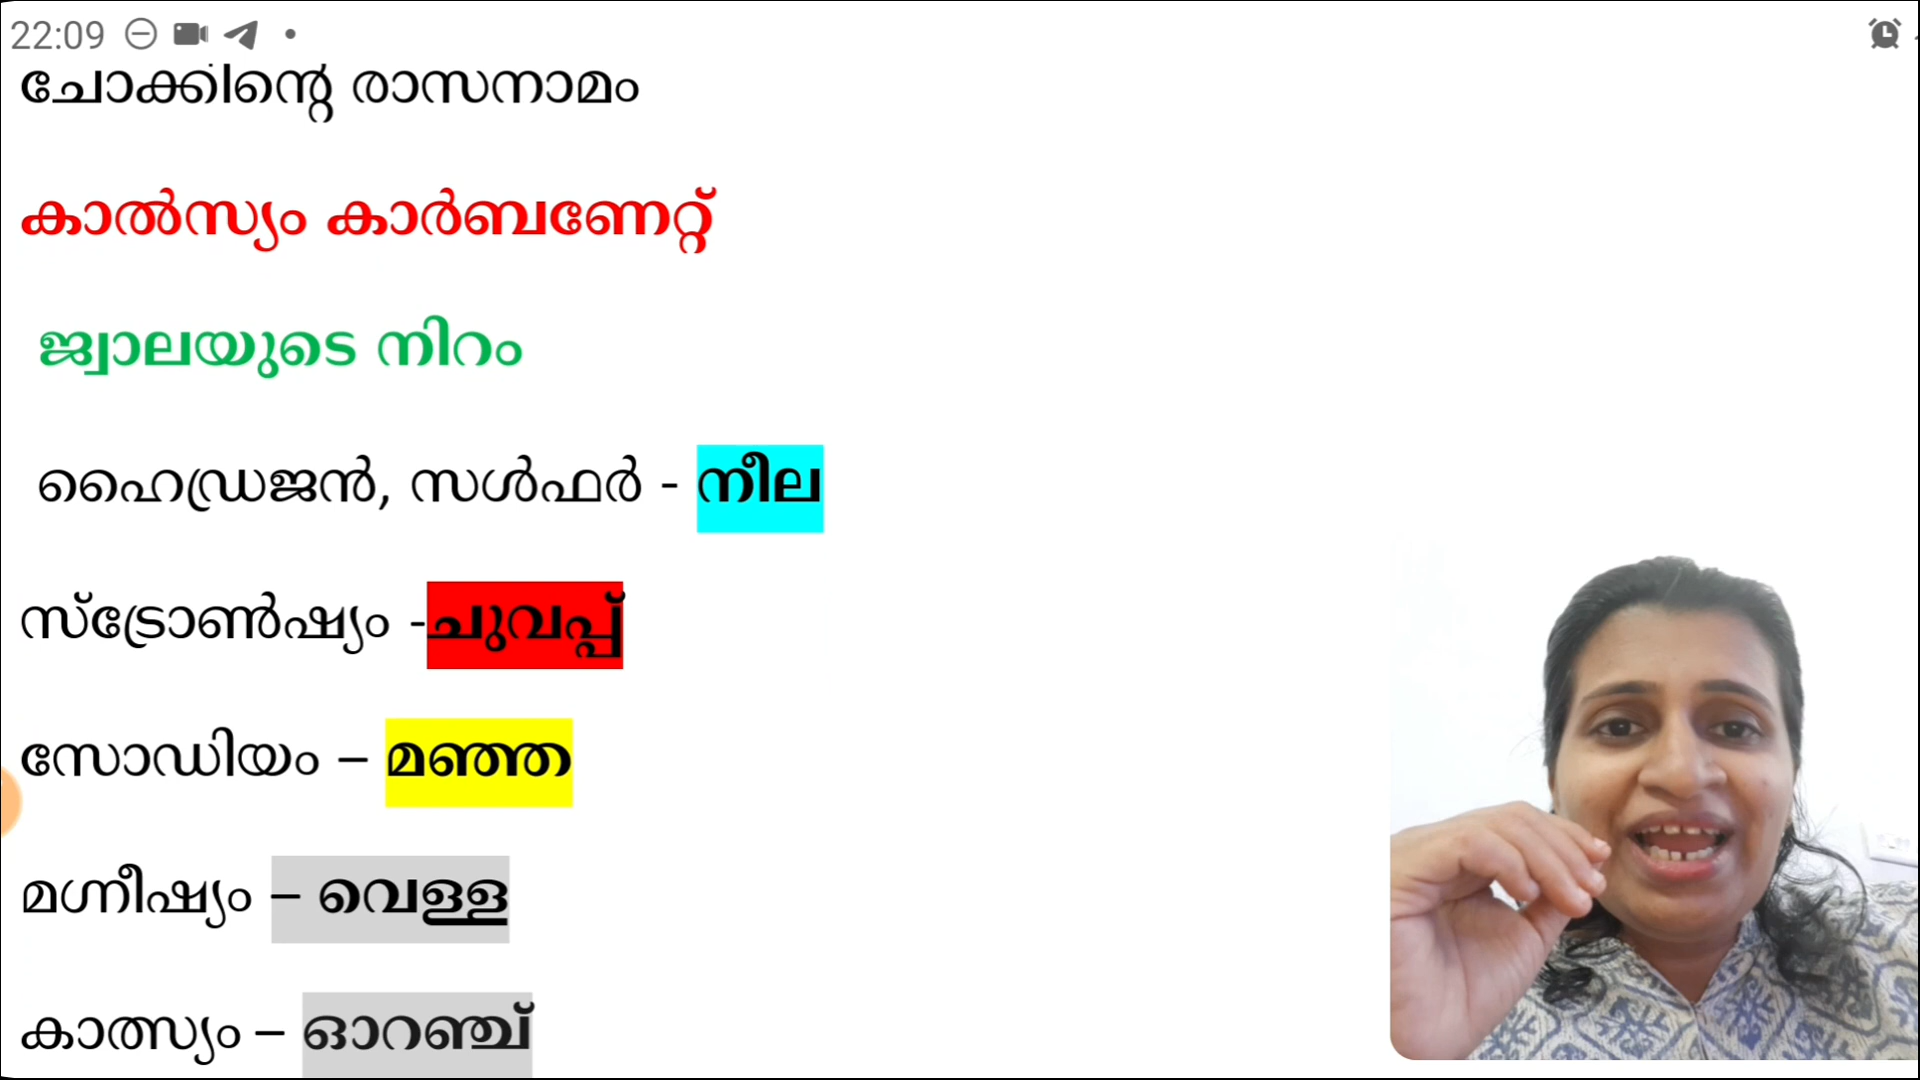 22:09
ചോക്കിന്റെ രാസനാമം
കാൽസ്യം കാർബണേറ്റ്
ജ്വാലയുടെ നിറം
ഹൈഡ്രജൻ, സൾഫർ - നീല
സ്ട്രോൺഷ്യം -ചുവപ്പ്
സോഡിയം – മഞ്ഞ
മഗ്നീഷ്യം – വെള്ള
കാത്സ്യം – ഓറഞ്ച്